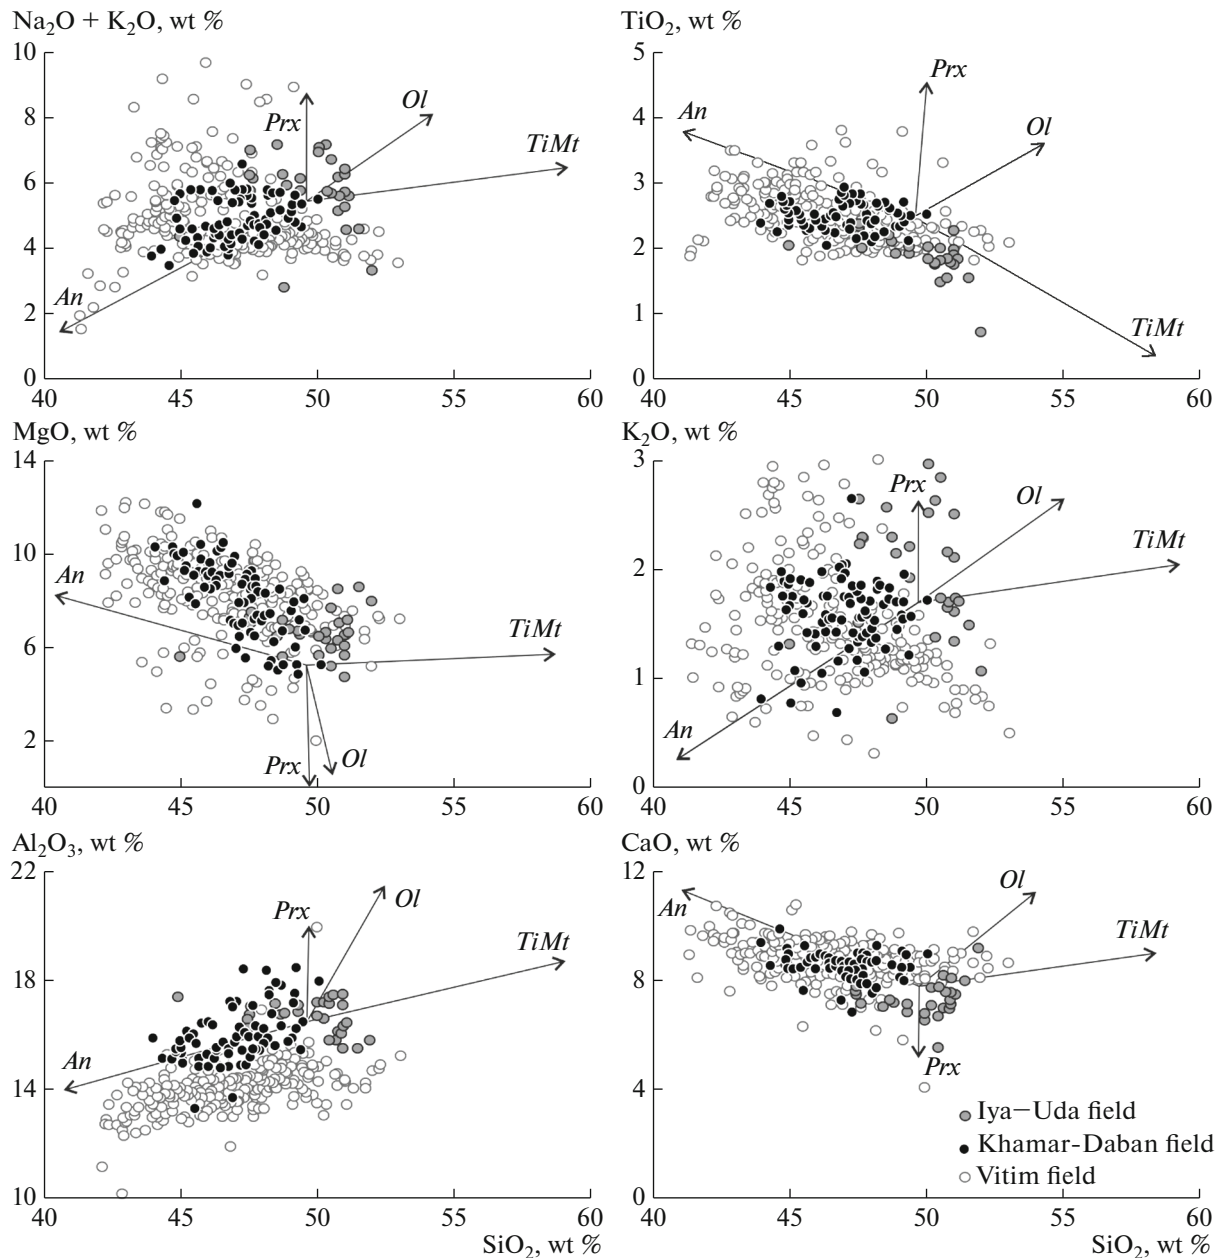 Na₂O + K₂O, wt %
10
8
6
4
2
0
40
45
50
55
60
Prx
Ol
TiMt
An
TiO₂, wt %
5
4
3
2
1
0
40
45
50
55
60
An
Prx
Ol
TiMt
MgO, wt %
14
10
6
2
40
45
50
55
60
An
TiMt
Prx
Ol
K₂O, wt %
3
2
1
0
40
45
50
55
60
Prx
Ol
TiMt
An
Al₂O₃, wt %
22
18
14
10
40
45
50
55
60
SiO₂, wt %
Prx
Ol
TiMt
An
CaO, wt %
12
8
4
0
40
45
50
55
60
SiO₂, wt %
An
Ol
TiMt
Prx
Iya–Uda field
Khamar-Daban field
Vitim field